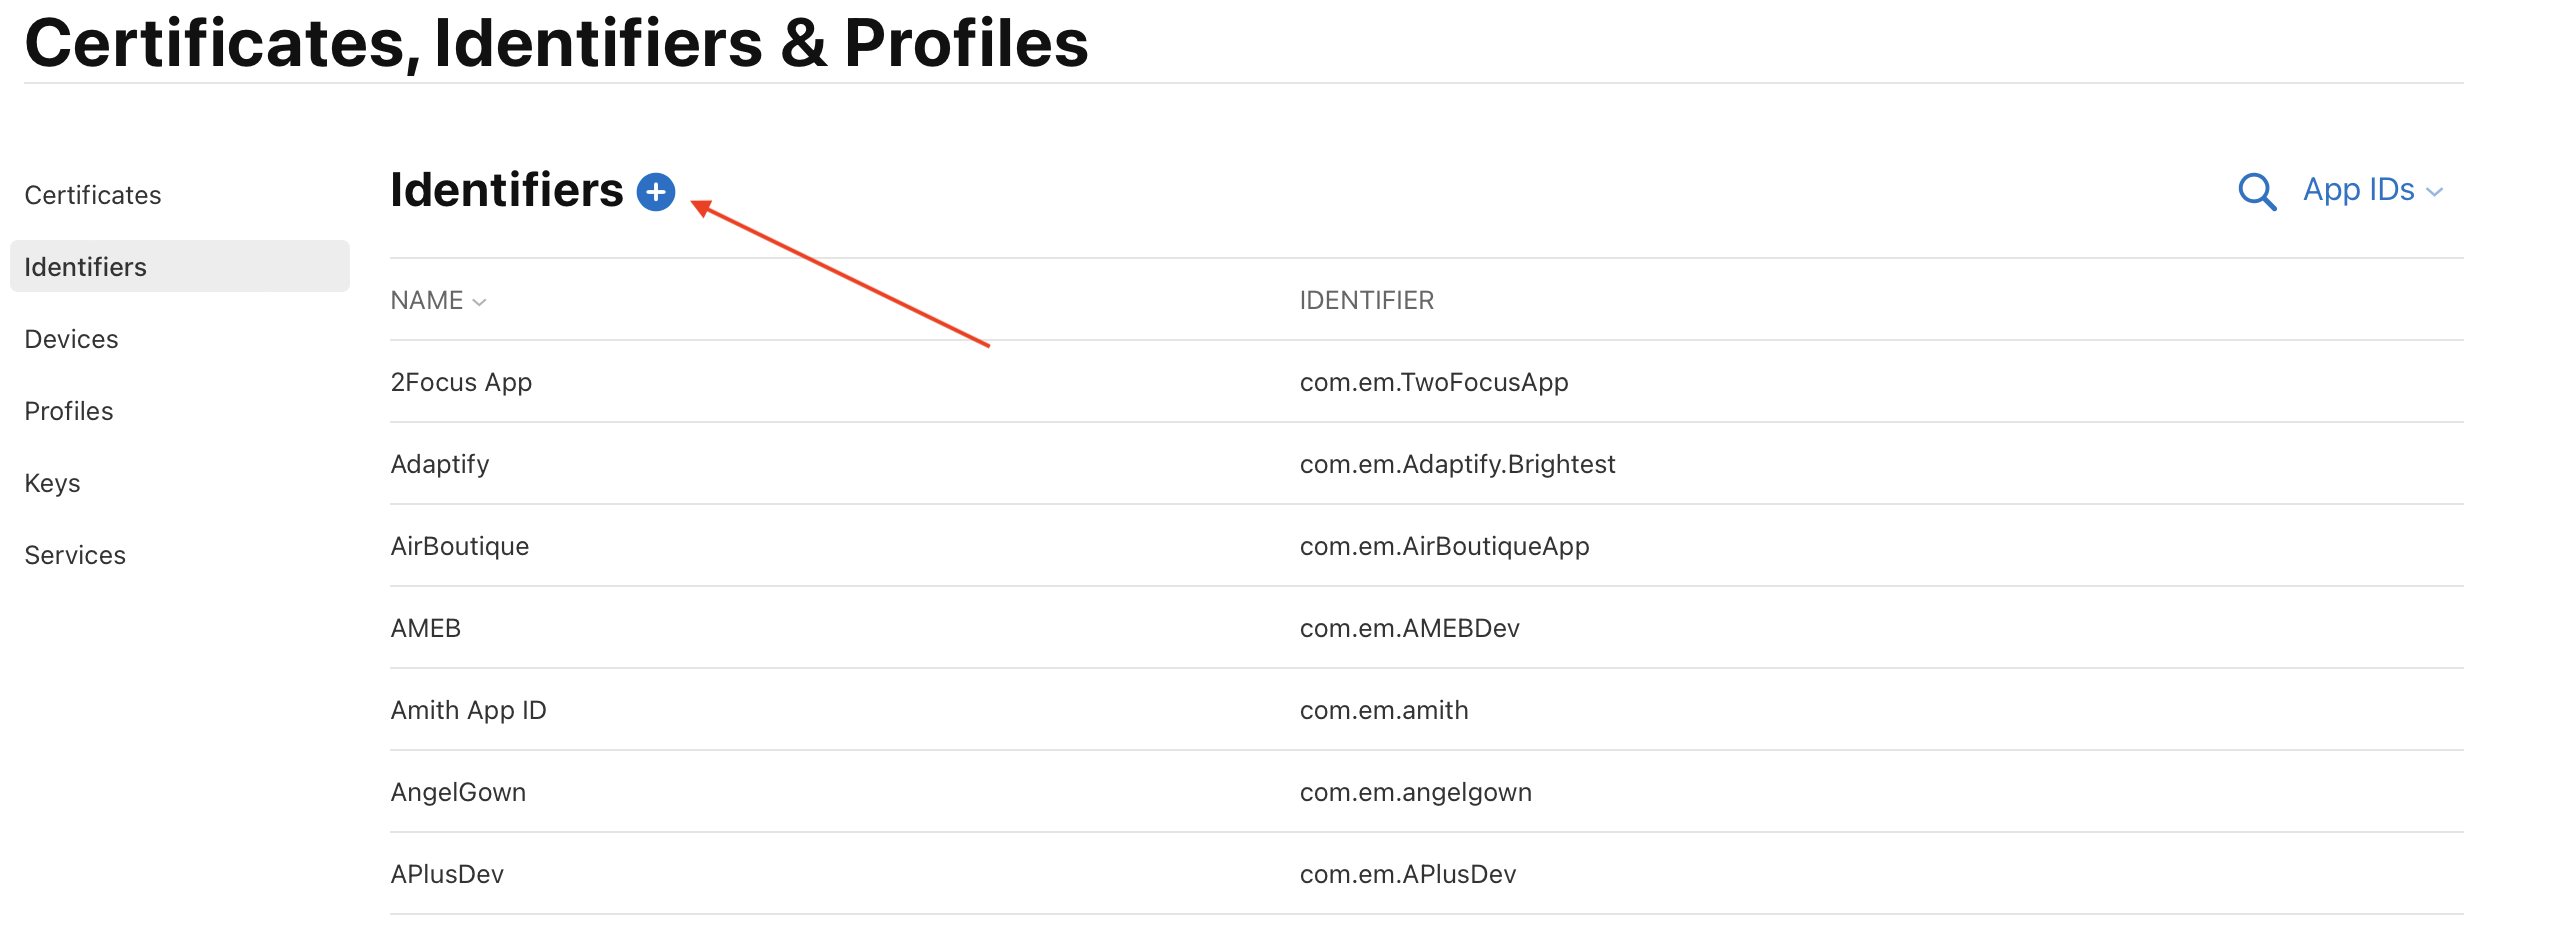 Certificates, Identifiers & Profiles
Certificates
Identifiers
Devices
Profiles
Keys
Services
Identifiers
App IDs
NAME IDENTIFIER
2Focus App com.em.TwoFocusApp
Adaptify com.em.Adaptify.Brightest
AirBoutique com.em.AirBoutiqueApp
AMEB com.em.AMEBDev
Amith App ID com.em.amith
AngelGown com.em.angelgown
APlusDev com.em.APlusDev